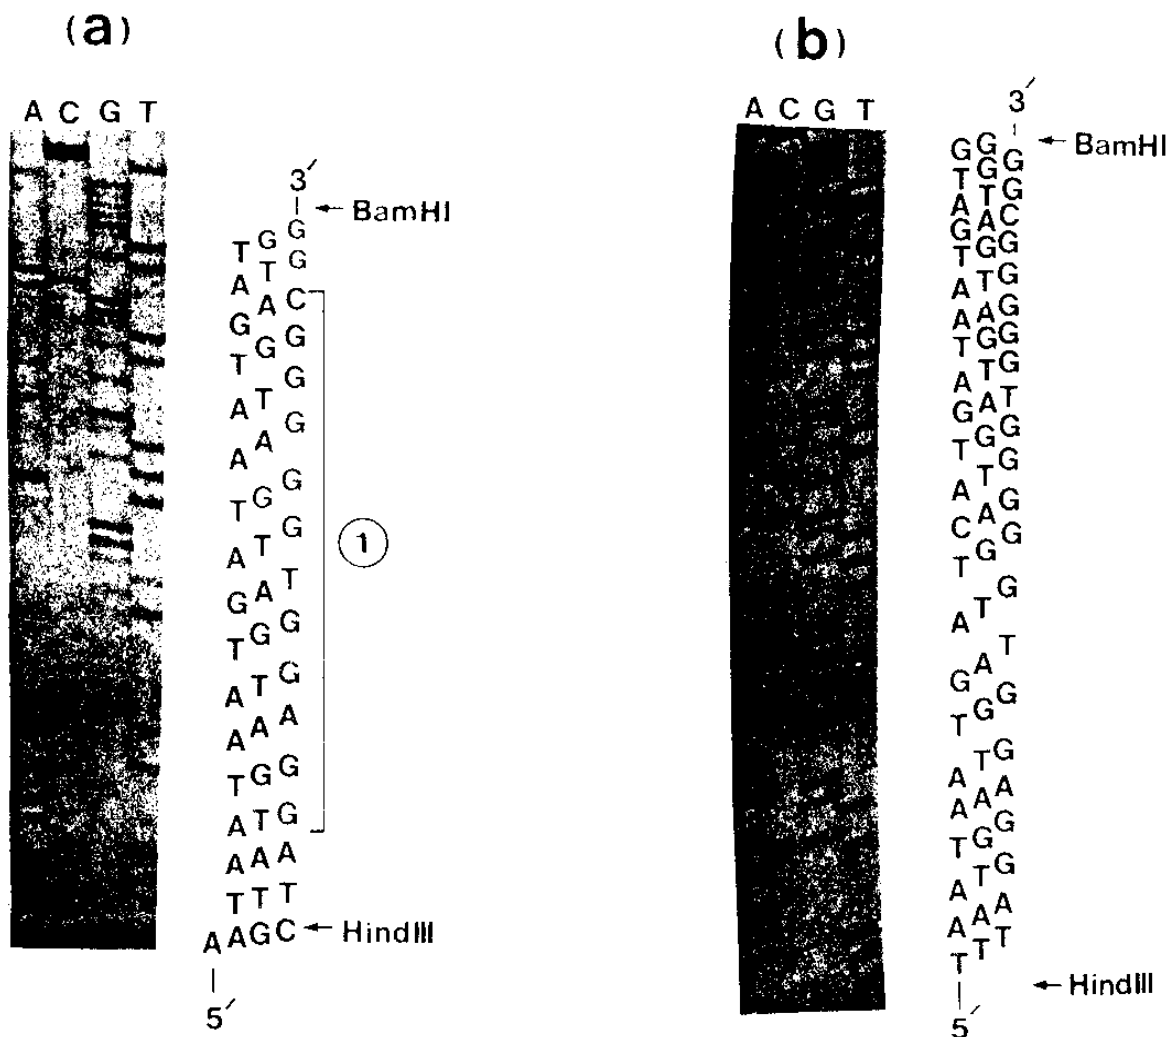 (a)
A C G T
3′
BamHI
T A G T A A T A G T A A T A A T A A
G T A G T A G T A G T A G T A T G
G G C G G G G G T G G A G G A T C
1
HindIII
5′
(b)
A C G T
3′
BamHI
G T A G T A A T A G T A C T A G T A A T A A T
G G T A G T A G T A G T A G T A G T A G T A T
G G C G G G G G T G G G G G T G G A G G A T
HindIII
5′